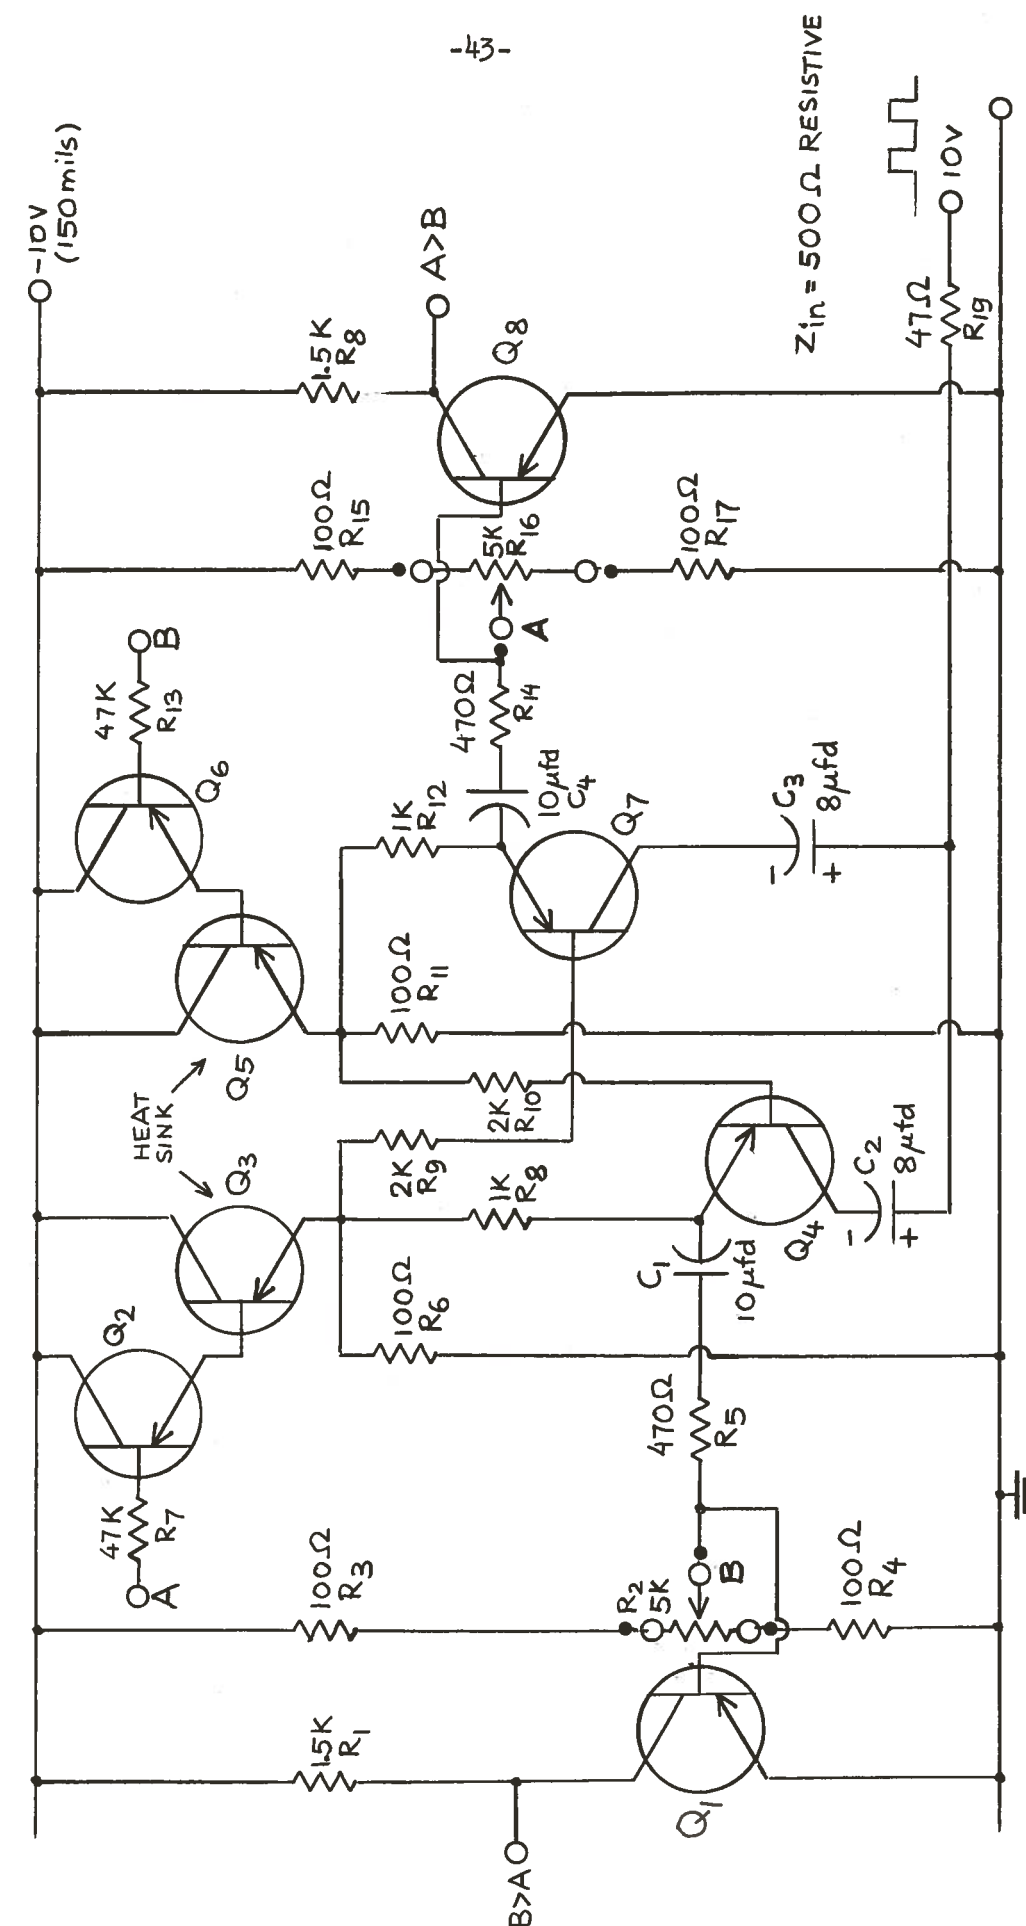 -43-
-10V
(150 mils)
1.5K
R8
A>B
Q8
100Ω
R15
5K
R16
A
100Ω
R17
Zin = 500Ω RESISTIVE
47Ω
R19
10V
B
47K
R13
Q6
470Ω
R14
10µfd
C4
1K
R12
Q7
C3
8µfd
-
+
100Ω
R11
Q5
HEAT
SINK
2K
R10
2K
R9
Q3
1K
R8
Q4
C2
8µfd
-
+
C1
10µfd
100Ω
R6
Q2
470Ω
R5
47K
R7
A
100Ω
R3
R2
5K
B
100Ω
R4
1.5K
R1
Q1
B>A